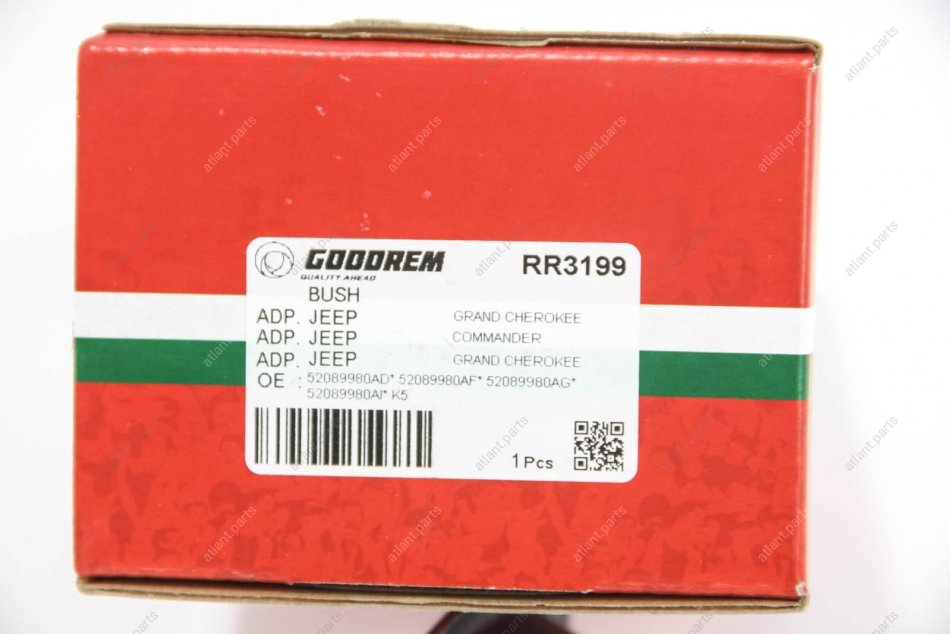 GOODREM
QUALITY AHEAD
RR3199
BUSH
ADP. JEEP GRAND CHEROKEE
ADP. JEEP COMMANDER
ADP. JEEP GRAND CHEROKEE
OE : 52089980AD* 52089980AF* 52089980AG*
52089980AI* K5
1 Pcs
atlant.parts